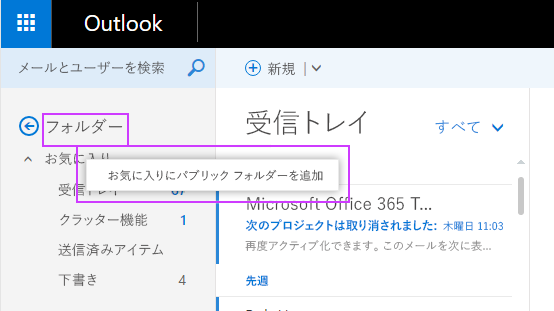 Outlook
メールとユーザーを検索
新規
フォルダー
お気に入り
お気に入りにパブリック フォルダーを追加
受信トレイ
クラッター機能 1
送信済みアイテム
下書き 4
受信トレイ すべて
Microsoft Office 365 T...
次のプロジェクトは取り消されました: 木曜日 11:03
再度アクティブ化できます。このメールを次に表...
先週